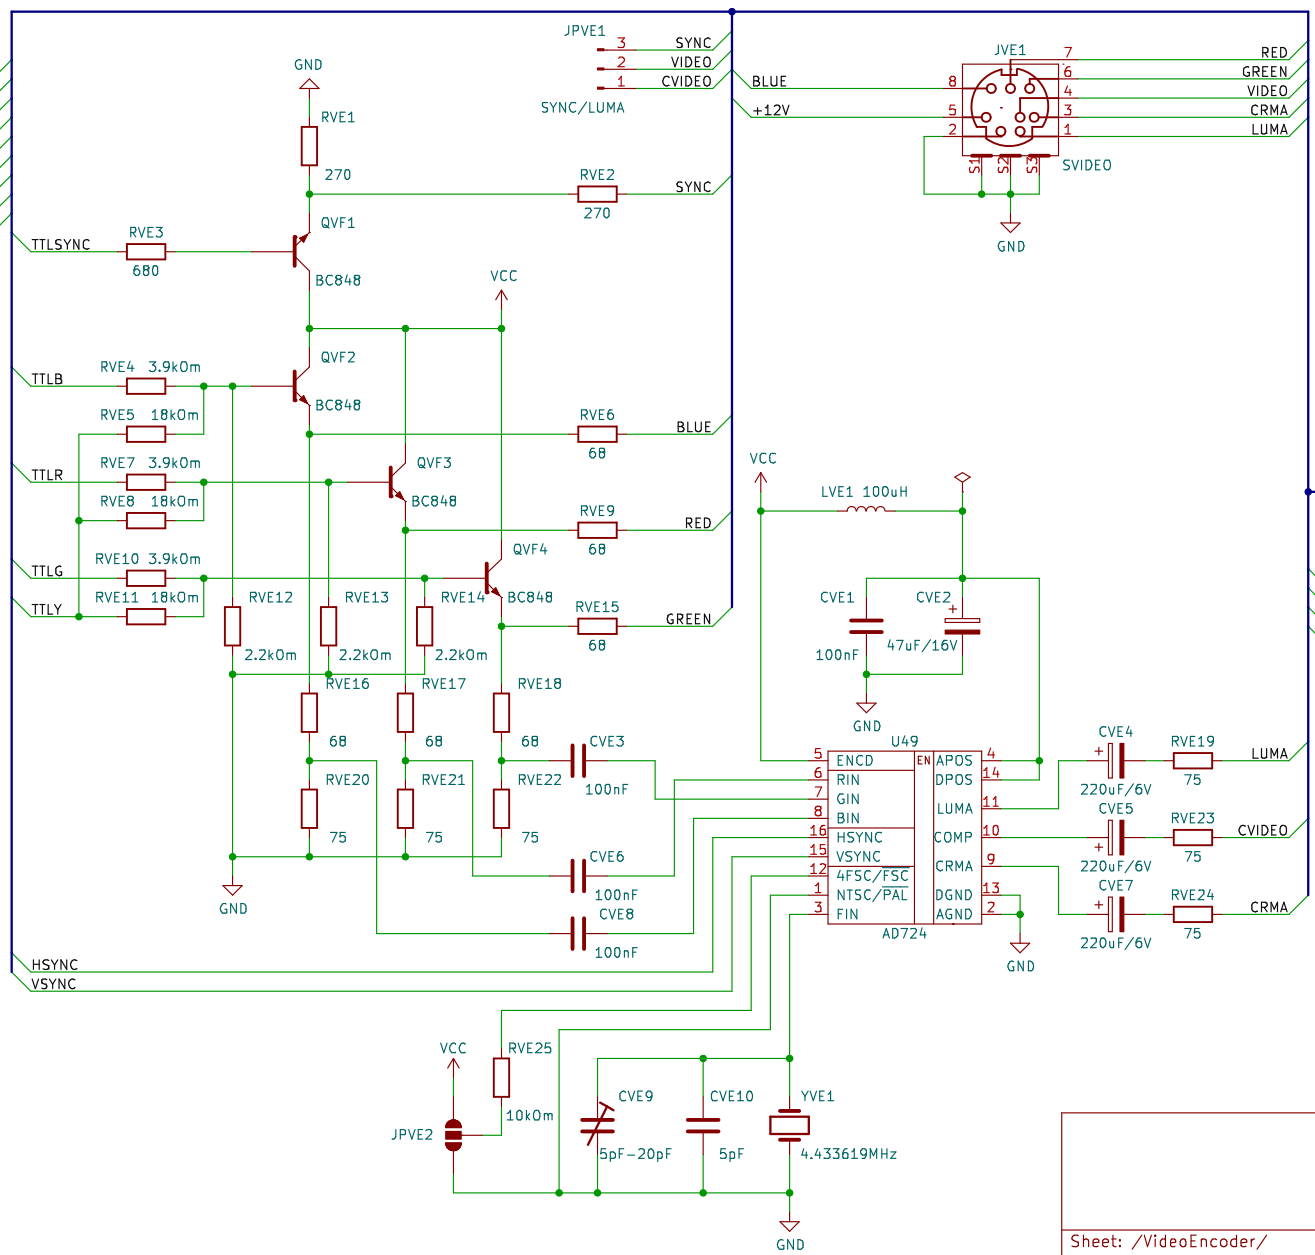 JPVE1
3 SYNC
2 VIDEO
1 CVIDEO
SYNC/LUMA
JVE1
7 RED
6 GREEN
4 VIDEO
3 CRMA
1 LUMA
BLUE 8
+12V 5
2
S1 S2 S3
SVIDEO
GND
GND
RVE1
270
RVE2
270
SYNC
QVF1
BC848
TTLSYNC
RVE3
680
VCC
QVF2
BC848
TTLB
RVE4 3.9kOm
RVE5 18kOm
RVE6
68
BLUE
TTLR
RVE7 3.9kOm
RVE8 18kOm
QVF3
BC848
RVE9
68
RED
TTLG
RVE10 3.9kOm
TTLY
RVE11 18kOm
QVF4
BC848
RVE15
68
GREEN
RVE12
2.2kOm
RVE13
2.2kOm
RVE14
2.2kOm
RVE16
68
RVE17
68
RVE18
68
RVE20
75
RVE21
75
RVE22
75
GND
CVE3
100nF
CVE6
100nF
CVE8
100nF
VCC
LVE1 100uH
CVE1
100nF
CVE2
+
47uF/16V
GND
U49
5 ENCD EN APOS 4
6 RIN DPOS 14
7 GIN LUMA 11
8 BIN
16 HSYNC COMP 10
15 VSYNC CRMA 9
12 4FSC/FSC
1 NTSC/PAL DGND 13
3 FIN AGND 2
AD724
GND
CVE4
+
220uF/6V
RVE19
75
LUMA
CVE5
+
220uF/6V
RVE23
75
CVIDEO
CVE7
+
220uF/6V
RVE24
75
CRMA
HSYNC
VSYNC
VCC
RVE25
10kOm
JPVE2
CVE9
5pF-20pF
CVE10
5pF
YVE1
4.433619MHz
GND
Sheet: /VideoEncoder/